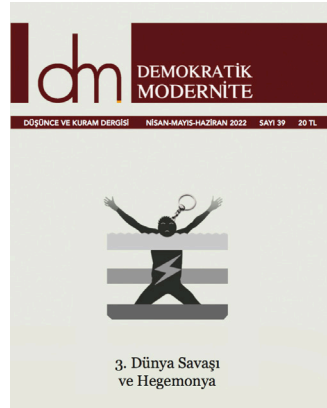 dm
DEMOKRATİK
MODERNİTE
DÜŞÜNCE VE KURAM DERGİSİ NİSAN-MAYIS-HAZİRAN 2022 SAYI 39 20 TL
3. Dünya Savaşı
ve Hegemonya